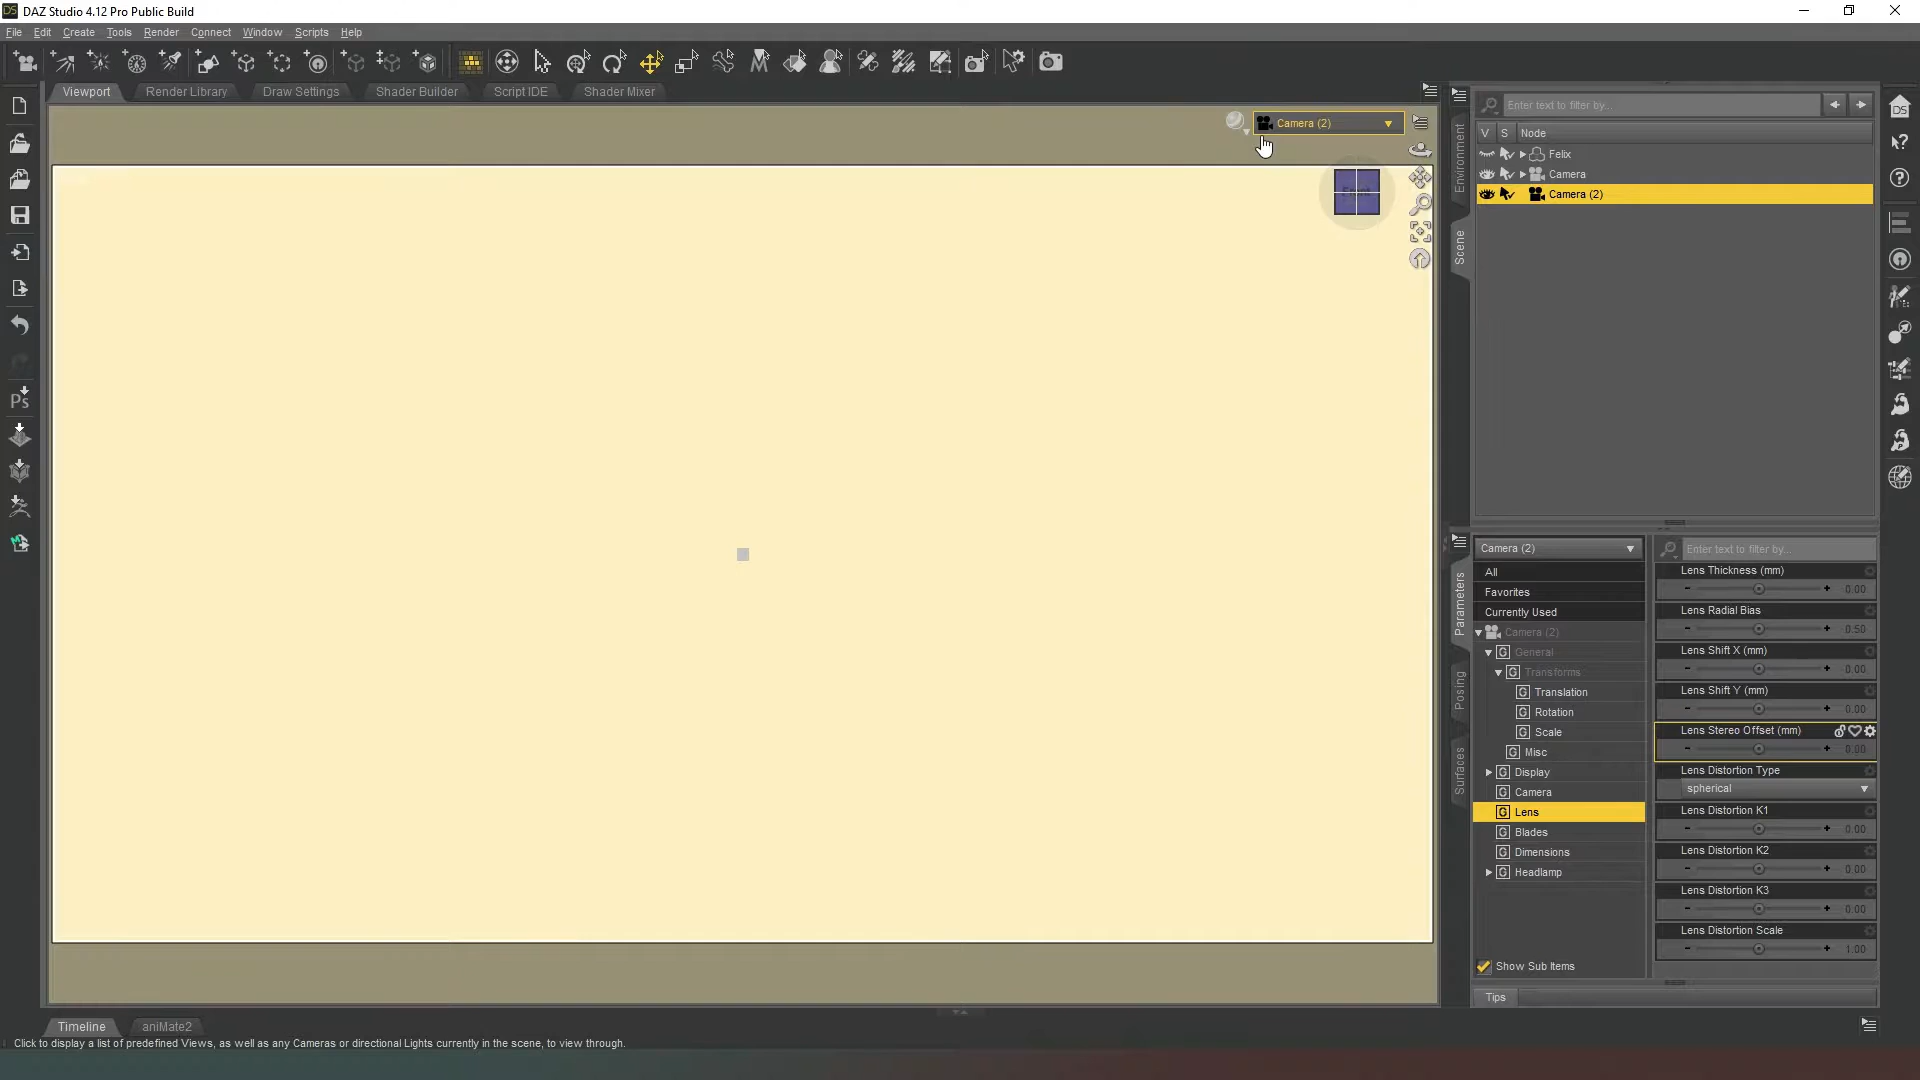 DAZ Studio 4.12 Pro Public Build
File Edit Create Tools Render Connect Window Scripts Help
Viewport Render Library Draw Settings Shader Builder Script IDE Shader Mixer
Camera (2)
Front
Environment
Scene
Enter text to filter by...
V S Node
Felix
Camera
Camera (2)
Parameters
Posing
Surfaces
Camera (2)
All
Favorites
Currently Used
Camera (2)
General
Transforms
Translation
Rotation
Scale
Misc
Display
Camera
Lens
Blades
Dimensions
Headlamp
Show Sub Items
Enter text to filter by...
Lens Thickness (mm)
0.00
Lens Radial Bias
0.50
Lens Shift X (mm)
0.00
Lens Shift Y (mm)
0.00
Lens Stereo Offset (mm)
0.00
Lens Distortion Type
spherical
Lens Distortion K1
0.00
Lens Distortion K2
0.00
Lens Distortion K3
0.00
Lens Distortion Scale
1.00
Tips
Timeline aniMate2
Click to display a list of predefined Views, as well as any Cameras or directional Lights currently in the scene, to view through.